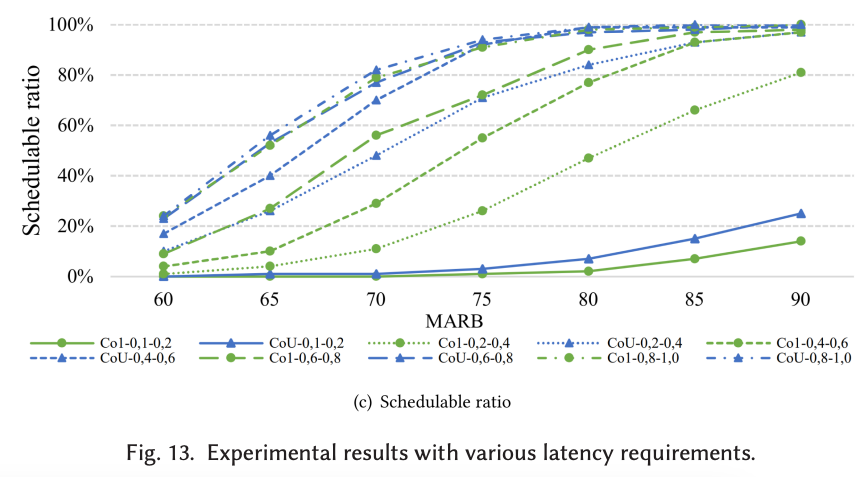 100%
80%
60%
40%
20%
0%
Schedulable ratio
60 65 70 75 80 85 90
MARB
Co1-0,1-0,2 CoU-0,1-0,2 Co1-0,2-0,4 CoU-0,2-0,4 Co1-0,4-0,6
CoU-0,4-0,6 Co1-0,6-0,8 CoU-0,6-0,8 Co1-0,8-1,0 CoU-0,8-1,0
(c) Schedulable ratio
Fig. 13. Experimental results with various latency requirements.